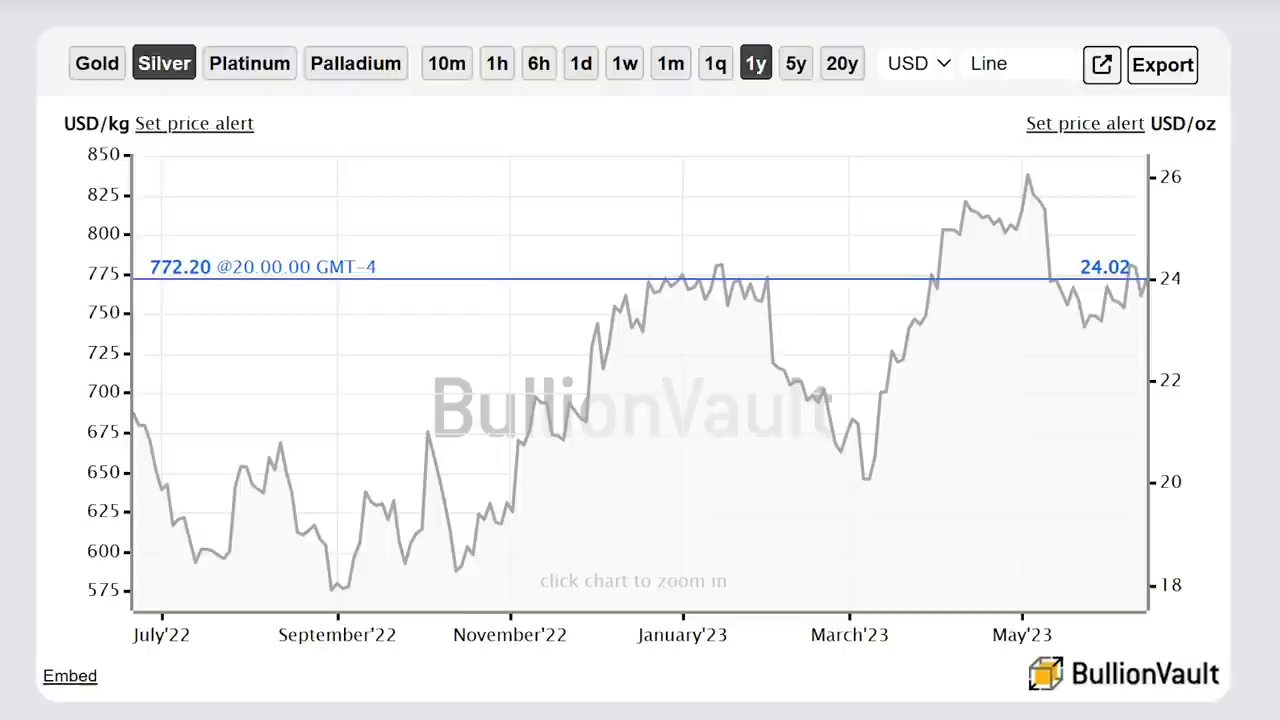 Gold Silver Platinum Palladium 10m 1h 6h 1d 1w 1m 1q 1y 5y 20y USD Line Export
USD/kg Set price alert Set price alert USD/oz
850
825
800
775
750
725
700
675
650
625
600
575
26
24
22
20
18
772.20 @20.00.00 GMT-4
24.02
BullionVault
click chart to zoom in
July'22 September'22 November'22 January'23 March'23 May'23
Embed
BullionVault